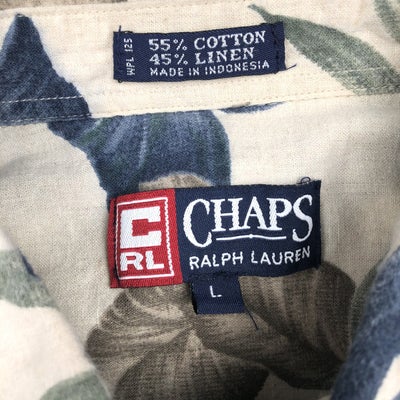 WPL 125
55% COTTON
45% LINEN
MADE IN INDONESIA
C
RL
CHAPS
RALPH LAUREN
L